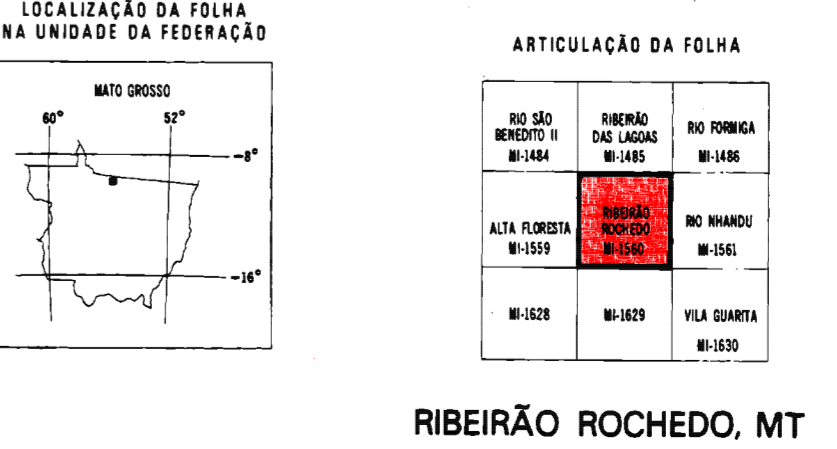 LOCALIZAÇÃO DA FOLHA
NA UNIDADE DA FEDERAÇÃO
MATO GROSSO
60° 52°
-8°
-16°
ARTICULAÇÃO DA FOLHA
RIO SÃO
BENEDITO II
MI-1484
RIBEIRÃO
DAS LAGOAS
MI-1485
RIO FORMIGA
MI-1486
ALTA FLORESTA
MI-1559
RIBEIRÃO
ROCHEDO
MI-1560
RIO NHANDU
MI-1561
MI-1628
MI-1629
VILA GUARITA
MI-1630
RIBEIRÃO ROCHEDO, MT